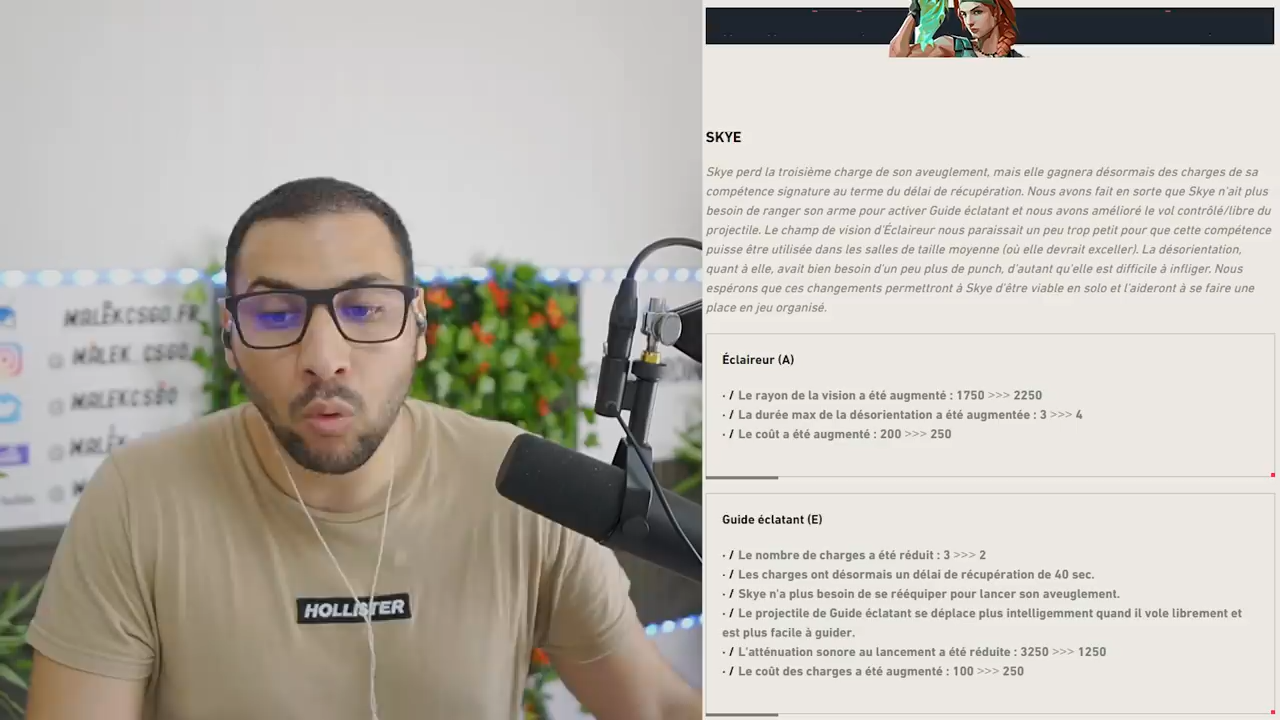 MALEKCSGO.FR
MALEK.CSGO
MALEKCSGO
HOLLISTER
SKYE
Skye perd la troisième charge de son aveuglement, mais elle gagnera désormais des charges de sa
compétence signature au terme du délai de récupération. Nous avons fait en sorte que Skye n'ait plus
besoin de ranger son arme pour activer Guide éclatant et nous avons amélioré le vol contrôlé/libre du
projectile. Le champ de vision d'Éclaireur nous paraissait un peu trop petit pour que cette compétence
puisse être utilisée dans les salles de taille moyenne (où elle devrait exceller). La désorientation,
quant à elle, avait bien besoin d'un peu plus de punch, d'autant qu'elle est difficile à infliger. Nous
espérons que ces changements permettront à Skye d'être viable en solo et l'aideront à se faire une
place en jeu organisé.
Éclaireur (A)
· / Le rayon de la vision a été augmenté : 1750 >>> 2250
· / La durée max de la désorientation a été augmentée : 3 >>> 4
· / Le coût a été augmenté : 200 >>> 250
Guide éclatant (E)
· / Le nombre de charges a été réduit : 3 >>> 2
· / Les charges ont désormais un délai de récupération de 40 sec.
· / Skye n'a plus besoin de se rééquiper pour lancer son aveuglement.
· / Le projectile de Guide éclatant se déplace plus intelligemment quand il vole librement et
est plus facile à guider.
· / L'atténuation sonore au lancement a été réduite : 3250 >>> 1250
· / Le coût des charges a été augmenté : 100 >>> 250